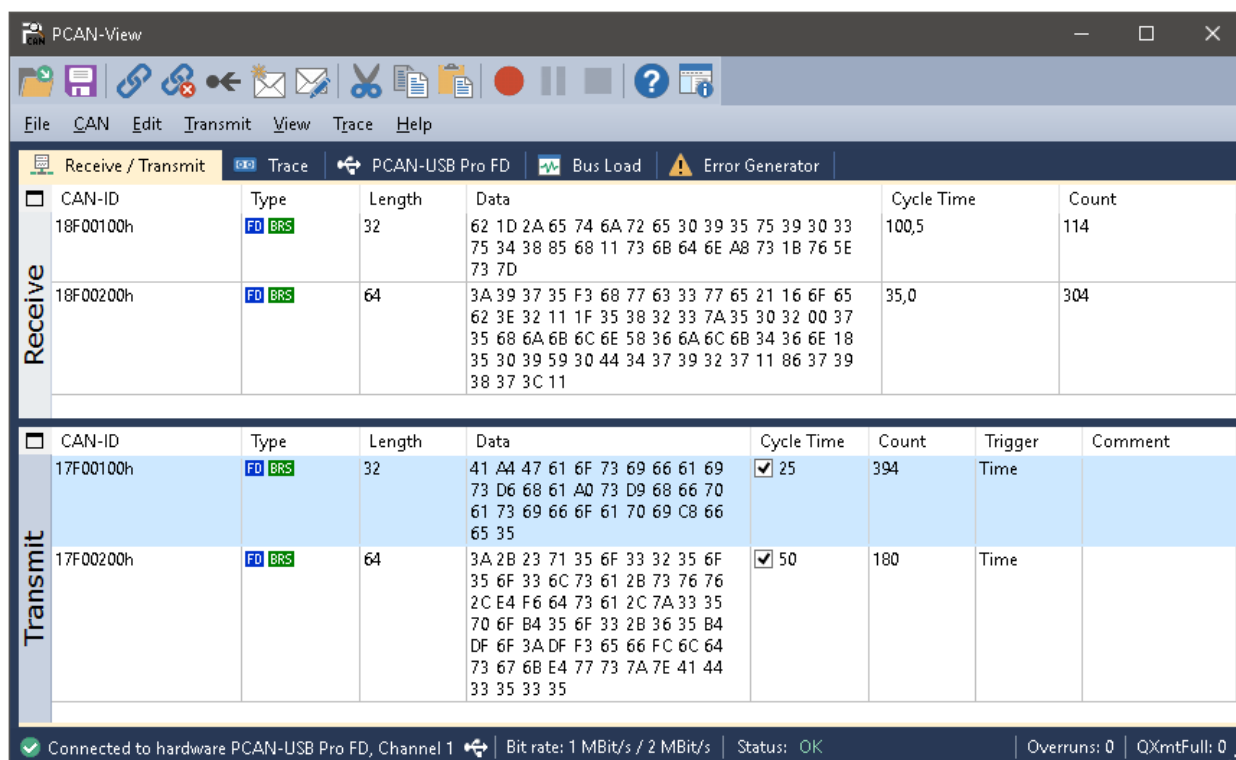 PCAN-View
File CAN Edit Transmit View Trace Help
Receive / Transmit Trace PCAN-USB Pro FD Bus Load Error Generator
Receive
CAN-ID Type Length Data Cycle Time Count
18F00100h FD BRS 32 62 1D 2A 65 74 6A 72 65 30 39 35 75 39 30 33 100,5 114
75 34 38 85 68 11 73 6B 64 6E A8 73 1B 76 5E
73 7D
18F00200h FD BRS 64 3A 39 37 35 F3 68 77 63 33 77 65 21 16 6F 65 35,0 304
62 3E 32 11 1F 35 38 32 33 7A 35 30 32 00 37
35 68 6A 6B 6C 6E 58 36 6A 6C 6B 34 36 6E 18
35 30 39 59 30 44 34 37 39 32 37 11 86 37 39
38 37 3C 11
Transmit
CAN-ID Type Length Data Cycle Time Count Trigger Comment
17F00100h FD BRS 32 41 A4 47 61 6F 73 69 66 61 69 25 394 Time
73 D6 68 61 A0 73 D9 68 66 70
61 73 69 66 6F 61 70 69 C8 66
65 35
17F00200h FD BRS 64 3A 2B 23 71 35 6F 33 32 35 6F 50 180 Time
35 6F 33 6C 73 61 2B 73 76 76
2C E4 F6 64 73 61 2C 7A 33 35
70 6F B4 35 6F 33 2B 36 35 B4
DF 6F 3A DF F3 65 66 FC 6C 64
73 67 6B E4 77 73 7A 7E 41 44
33 35 33 35
Connected to hardware PCAN-USB Pro FD, Channel 1 Bit rate: 1 MBit/s / 2 MBit/s Status: OK Overruns: 0 QXmtFull: 0